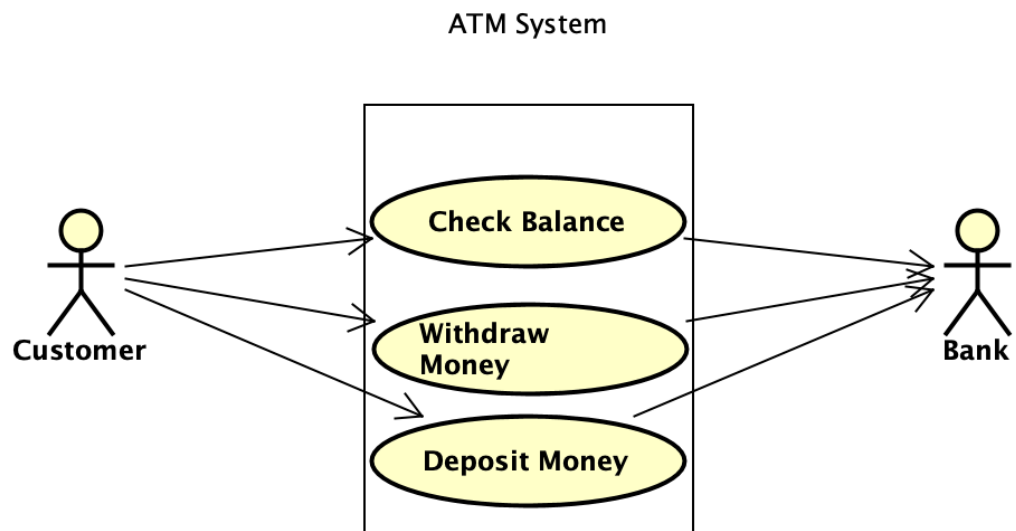 ATM System
Check Balance
Withdraw
Money
Customer
Bank
Deposit Money